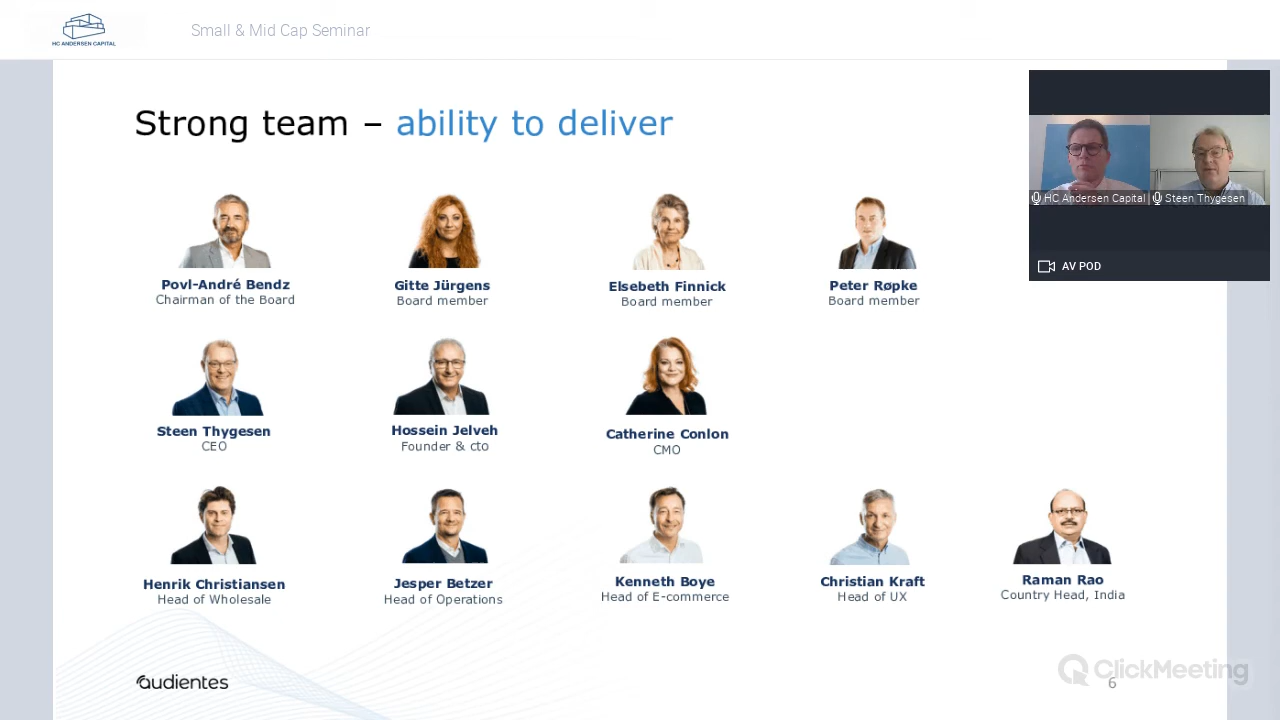 HC ANDERSEN CAPITAL
Small & Mid Cap Seminar
Strong team – ability to deliver
HC Andersen Capital
Steen Thygesen
AV POD
Povl-André Bendz
Chairman of the Board
Gitte Jürgens
Board member
Elsebeth Finnick
Board member
Peter Røpke
Board member
Steen Thygesen
CEO
Hossein Jelveh
Founder & cto
Catherine Conlon
CMO
Henrik Christiansen
Head of Wholesale
Jesper Betzer
Head of Operations
Kenneth Boye
Head of E-commerce
Christian Kraft
Head of UX
Raman Rao
Country Head, India
audientes
ClickMeeting
6